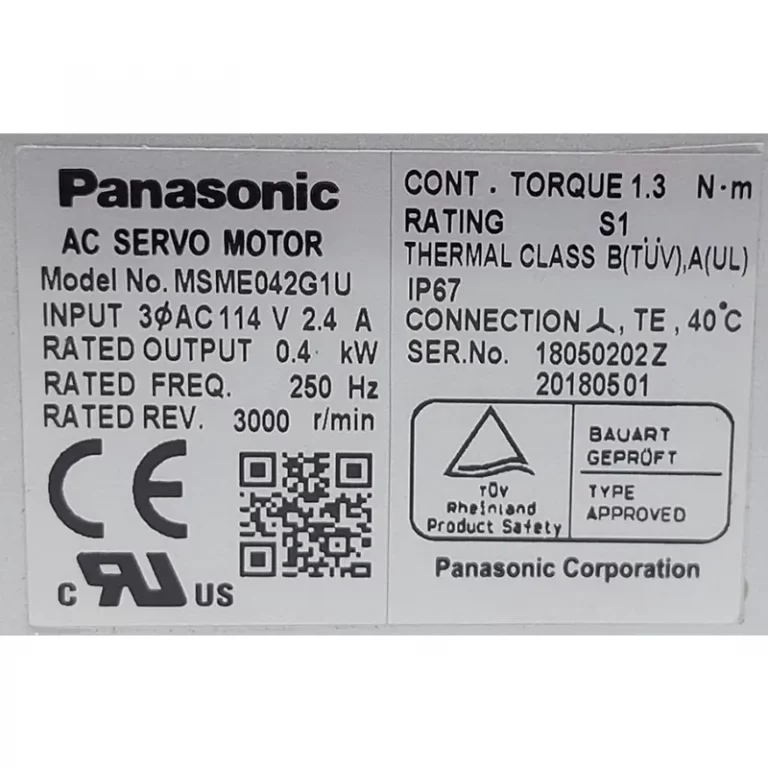 Panasonic
AC SERVO MOTOR
Model No. MSME042G1U
INPUT 3ϕAC 114 V 2.4 A
RATED OUTPUT 0.4 kW
RATED FREQ. 250 Hz
RATED REV. 3000 r/min
CE
C RU US
CONT. TORQUE 1.3 N·m
RATING S1
THERMAL CLASS B(TÜV),A(UL)
IP67
CONNECTION ⅄, TE, 40°C
SER.No. 18050202Z
20180501
TÜV
Rheinland
Product Safety
BAUART
GEPRÜFT
TYPE
APPROVED
Panasonic Corporation